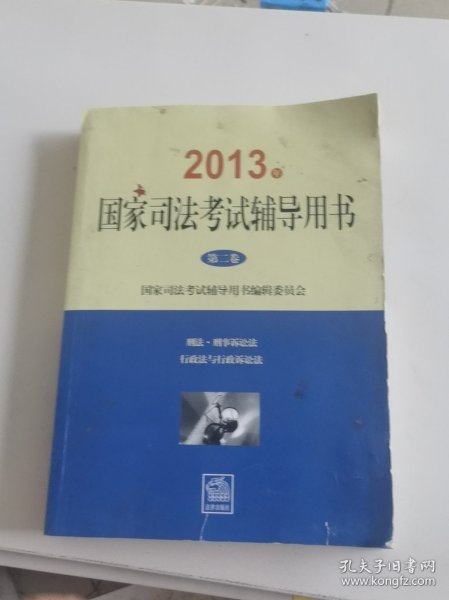 2013年
国家司法考试辅导用书
第二卷
国家司法考试辅导用书编辑委员会
刑法·刑事诉讼法
行政法与行政诉讼法
法律出版社
孔夫子旧书网
www.kongfz.com